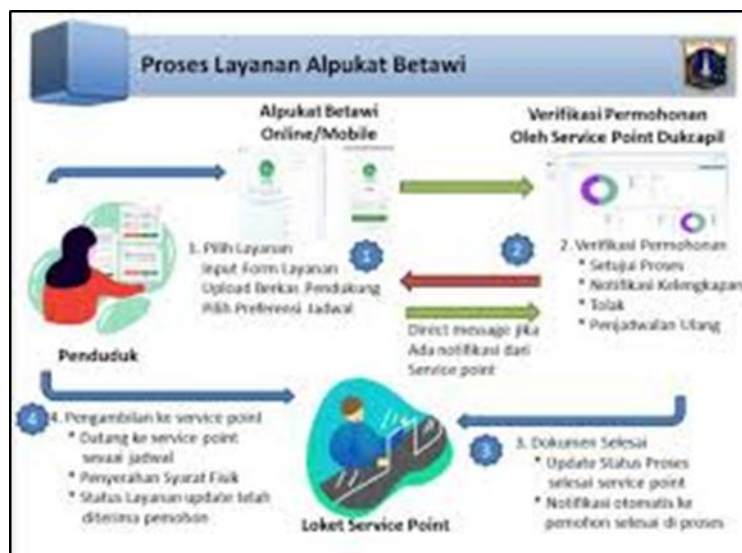 Proses Layanan Alpukat Betawi
Alpukat Betawi
Online/Mobile
Verifikasi Permohonan
Oleh Service Point Dukcapil
1. Pilih Layanan
Input Form Layanan
Upload Berkas Pendukung
Pilih Preferensi Jadwal
1
2
2. Verifikasi Permohonan
* Setujui Proses
* Notifikasi Kelengkapan
* Tolak
* Penjadwalan Ulang
Direct message jika
Ada notifikasi dari
Service point
Penduduk
4
4. Pengambilan ke service point
* Datang ke service point
sesuai jadwal
* Penyerahan Syarat Fisik
* Status Layanan update telah
diterima pemohon
Loket Service Point
3
3. Dokumen Selesai
* Update Status Proses
selesai service point
* Notifikasi otomatis ke
pemohon selesai di proses